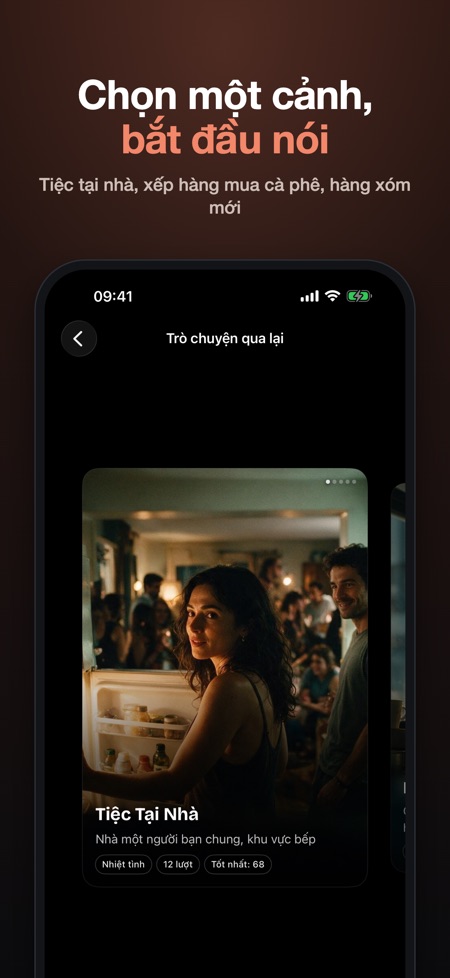 Chọn một cảnh,
bắt đầu nói
Tiệc tại nhà, xếp hàng mua cà phê, hàng xóm
mới
09:41
Trò chuyện qua lại
Tiệc Tại Nhà
Nhà một người bạn chung, khu vực bếp
Nhiệt tình
12 lượt
Tốt nhất: 68